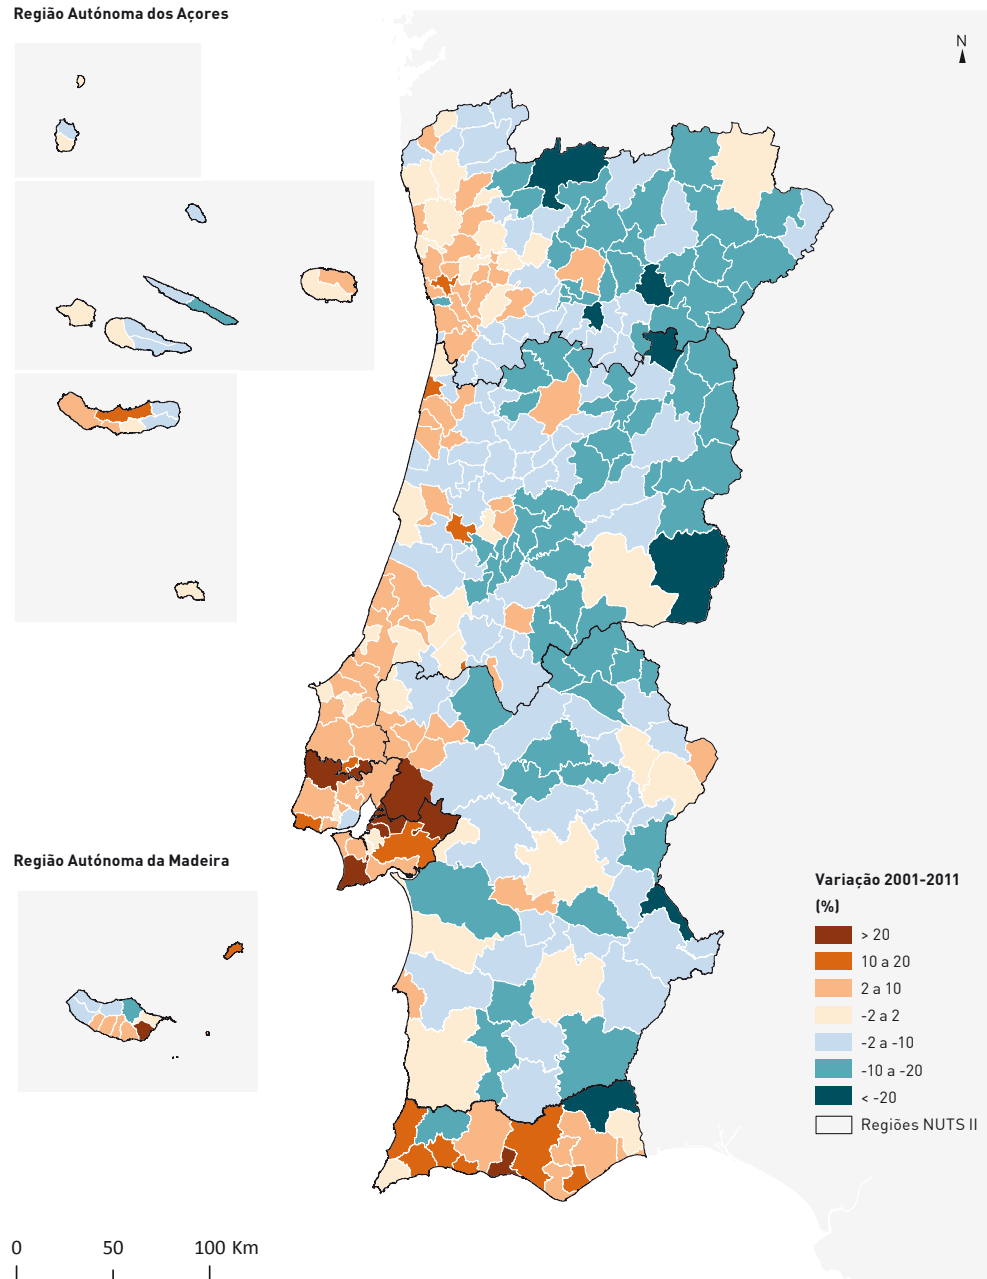 Região Autónoma dos Açores
N
Região Autónoma da Madeira
Variação 2001-2011
(%)
> 20
10 a 20
2 a 10
-2 a 2
-2 a -10
-10 a -20
< -20
Regiões NUTS II
0 50 100 Km